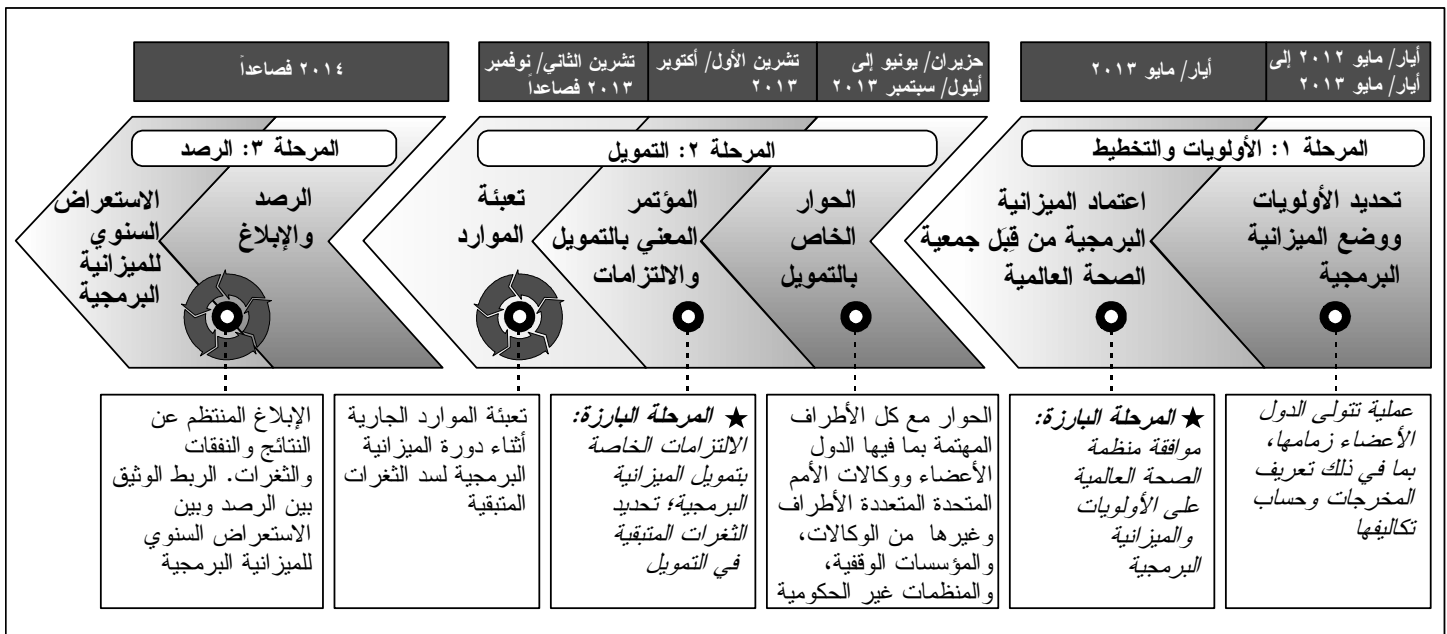 أيار/ مايو ٢٠١٢ إلى
أيار/ مايو ٢٠١٣
أيار/ مايو ٢٠١٣
حزيران/ يونيو إلى
أيلول/ سبتمبر ٢٠١٣
تشرين الأول/ أكتوبر
٢٠١٣
تشرين الثاني/ نوفمبر
٢٠١٣ فصاعداً
٢٠١٤ فصاعداً
المرحلة ١: الأولويات والتخطيط
المرحلة ٢: التمويل
المرحلة ٣: الرصد
تحديد الأولويات
ووضع الميزانية
البرمجية
اعتماد الميزانية
البرمجية من قِبَل جمعية
الصحة العالمية
الحوار
الخاص
بالتمويل
المؤتمر
المعني بالتمويل
والالتزامات
تعبئة
الموارد
الرصد
والإبلاغ
الاستعراض
السنوي
للميزانية
البرمجية
عملية تتولى الدول
الأعضاء زمامها،
بما في ذلك تعريف
المخرجات وحساب
تكاليفها
★ المرحلة البارزة:
موافقة منظمة
الصحة العالمية
على الأولويات
والميزانية
البرمجية
الحوار مع كل الأطراف
المهتمة بما فيها الدول
الأعضاء ووكالات الأمم
المتحدة المتعددة الأطراف
وغيرها من الوكالات،
والمؤسسات الوقفية،
والمنظمات غير الحكومية
★ المرحلة البارزة:
الالتزامات الخاصة
بتمويل الميزانية
البرمجية؛ تحديد
الثغرات المتبقية
في التمويل
تعبئة الموارد الجارية
أثناء دورة الميزانية
البرمجية لسد الثغرات
المتبقية
الإبلاغ المنتظم عن
النتائج والنفقات
والثغرات. الربط الوثيق
بين الرصد وبين
الاستعراض السنوي
للميزانية البرمجية